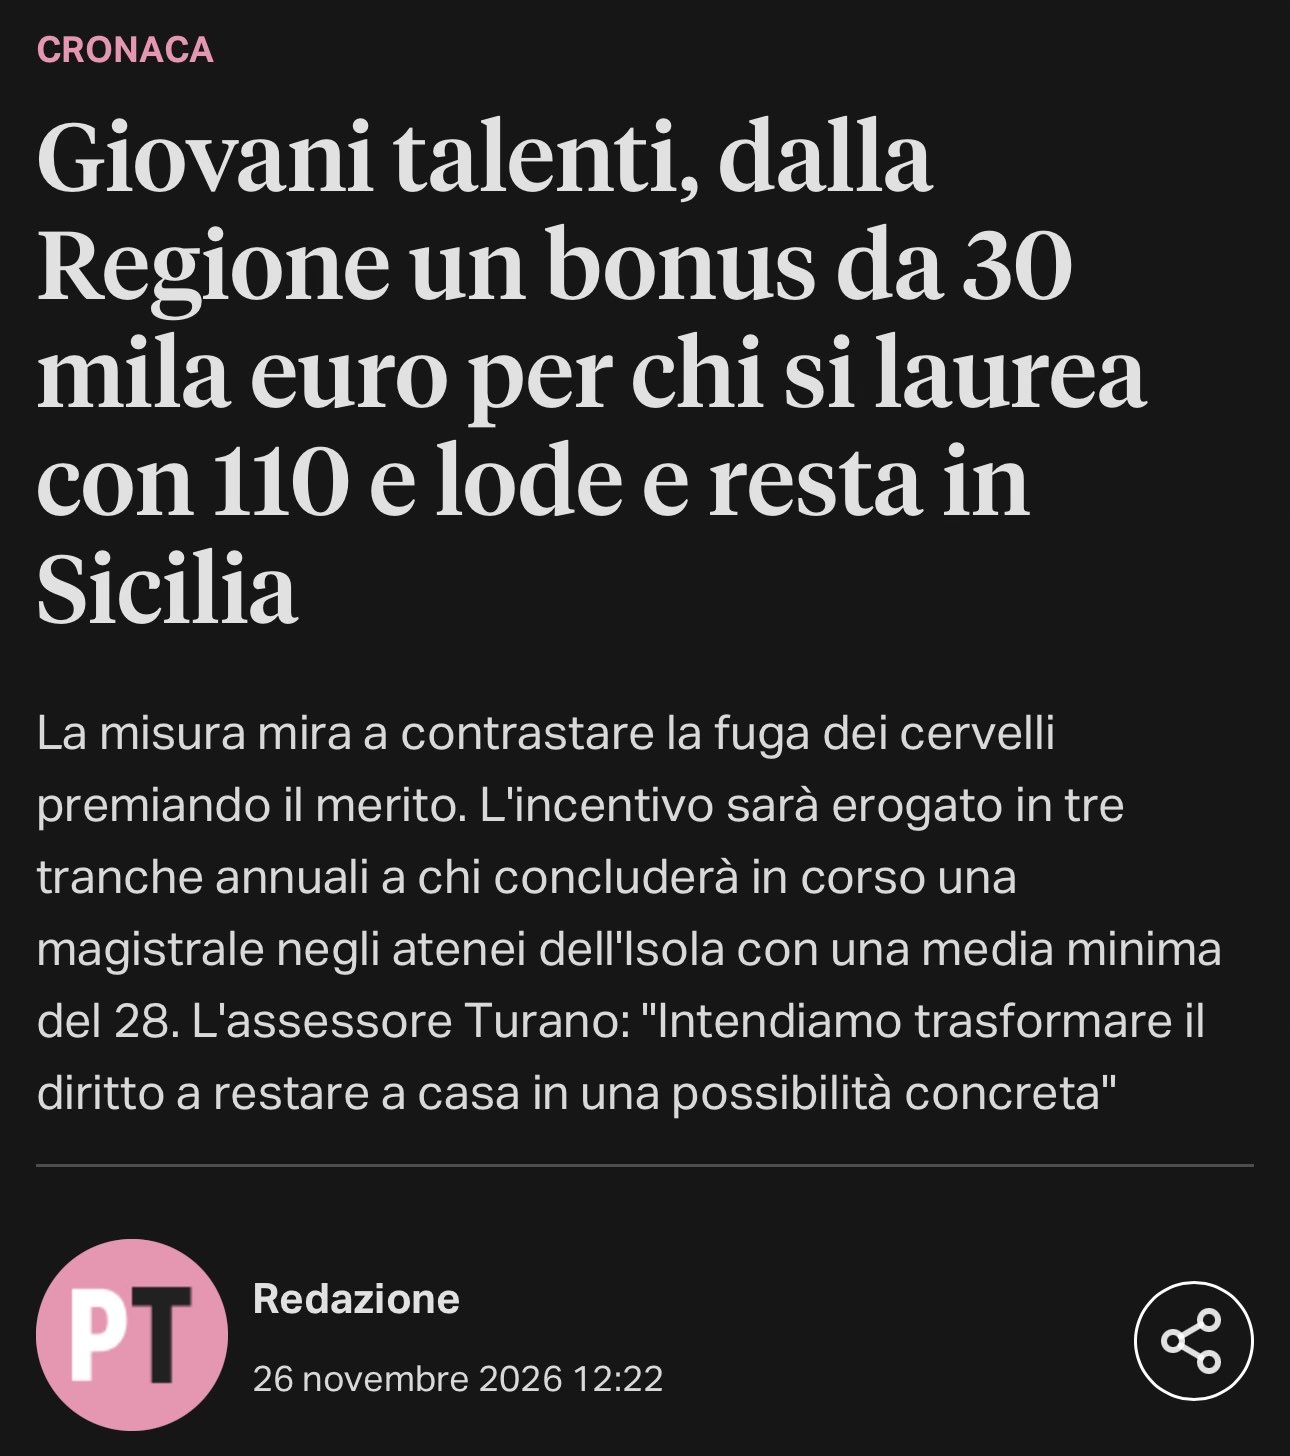 CRONACA
Giovani talenti, dalla
Regione un bonus da 30
mila euro per chi si laurea
con 110 e lode e resta in
Sicilia
La misura mira a contrastare la fuga dei cervelli
premiando il merito. L'incentivo sarà erogato in tre
tranche annuali a chi concluderà in corso una
magistrale negli atenei dell'Isola con una media minima
del 28. L'assessore Turano: "Intendiamo trasformare il
diritto a restare a casa in una possibilità concreta"
PT
Redazione
26 novembre 2026 12:22